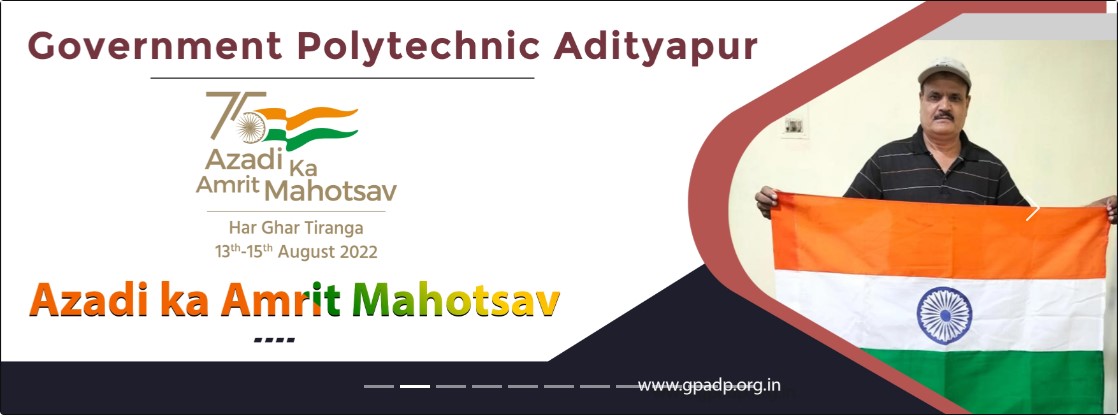 Government Polytechnic Adityapur
75
Azadi Ka
Amrit Mahotsav
Har Ghar Tiranga
13th-15th August 2022
Azadi ka Amrit Mahotsav
www.gpadp.org.in